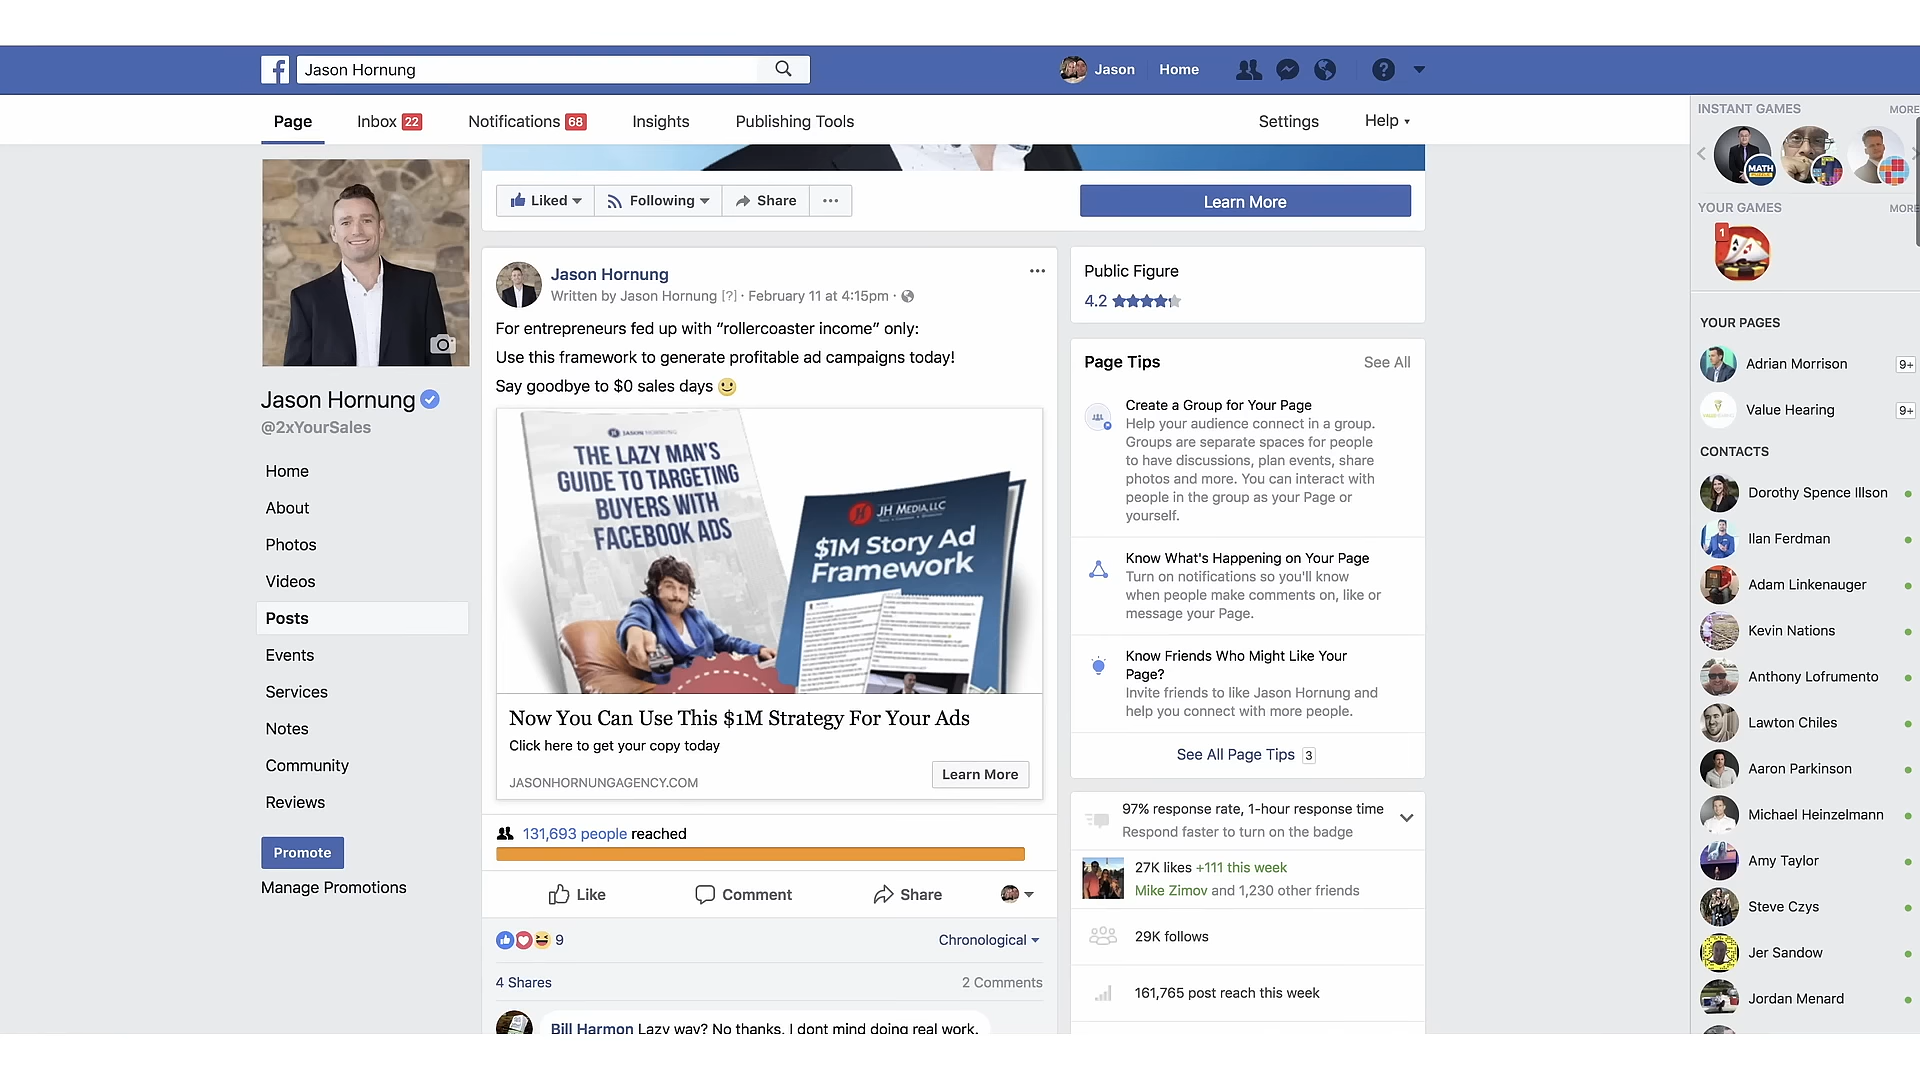 Jason Hornung
Jason
Home
Page
Inbox 22
Notifications 68
Insights
Publishing Tools
Settings
Help
Jason Hornung
@2xYourSales
Home
About
Photos
Videos
Posts
Events
Services
Notes
Community
Reviews
Promote
Manage Promotions
Liked
Following
Share
Learn More
Jason Hornung
Written by Jason Hornung [?] · February 11 at 4:15pm ·
For entrepreneurs fed up with “rollercoaster income” only:
Use this framework to generate profitable ad campaigns today!
Say goodbye to $0 sales days
JASON HORNUNG
THE LAZY MAN'S
GUIDE TO TARGETING
BUYERS WITH
FACEBOOK ADS
JH MEDIA, LLC
$1M Story Ad
Framework
Now You Can Use This $1M Strategy For Your Ads
Click here to get your copy today
JASONHORNUNGAGENCY.COM
Learn More
131,693 people reached
Like
Comment
Share
9
Chronological
4 Shares
2 Comments
Bill Harmon Lazy way? No thanks. I dont mind doing real work.
Public Figure
4.2
Page Tips
See All
Create a Group for Your Page
Help your audience connect in a group.
Groups are separate spaces for people
to have discussions, plan events, share
photos and more. You can interact with
people in the group as your Page or
yourself.
Know What's Happening on Your Page
Turn on notifications so you'll know
when people make comments on, like or
message your Page.
Know Friends Who Might Like Your
Page?
Invite friends to like Jason Hornung and
help you connect with more people.
See All Page Tips 3
97% response rate, 1-hour response time
Respond faster to turn on the badge
27K likes +111 this week
Mike Zimov and 1,230 other friends
29K follows
161,765 post reach this week
INSTANT GAMES
MORE
MATH
YOUR GAMES
MORE
1
YOUR PAGES
Adrian Morrison 9+
Value Hearing 9+
CONTACTS
Dorothy Spence Illson
Ilan Ferdman
Adam Linkenauger
Kevin Nations
Anthony Lofrumento
Lawton Chiles
Aaron Parkinson
Michael Heinzelmann
Amy Taylor
Steve Czys
Jer Sandow
Jordan Menard